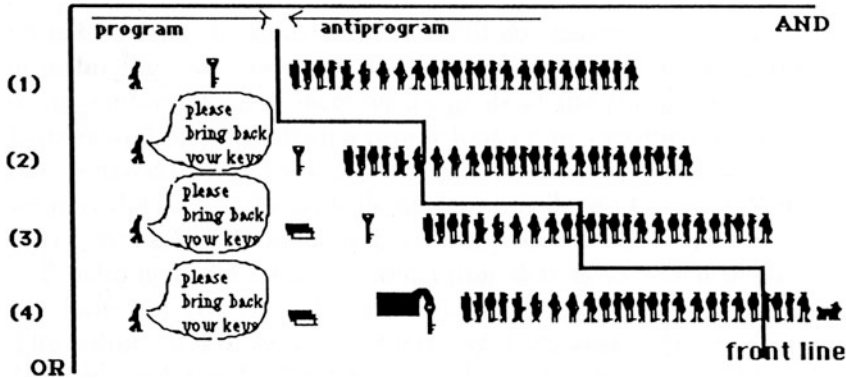 program
antiprogram
AND
(1)
please
bring back
your keys
(2)
please
bring back
your keys
(3)
please
bring back
your keys
(4)
front line
OR